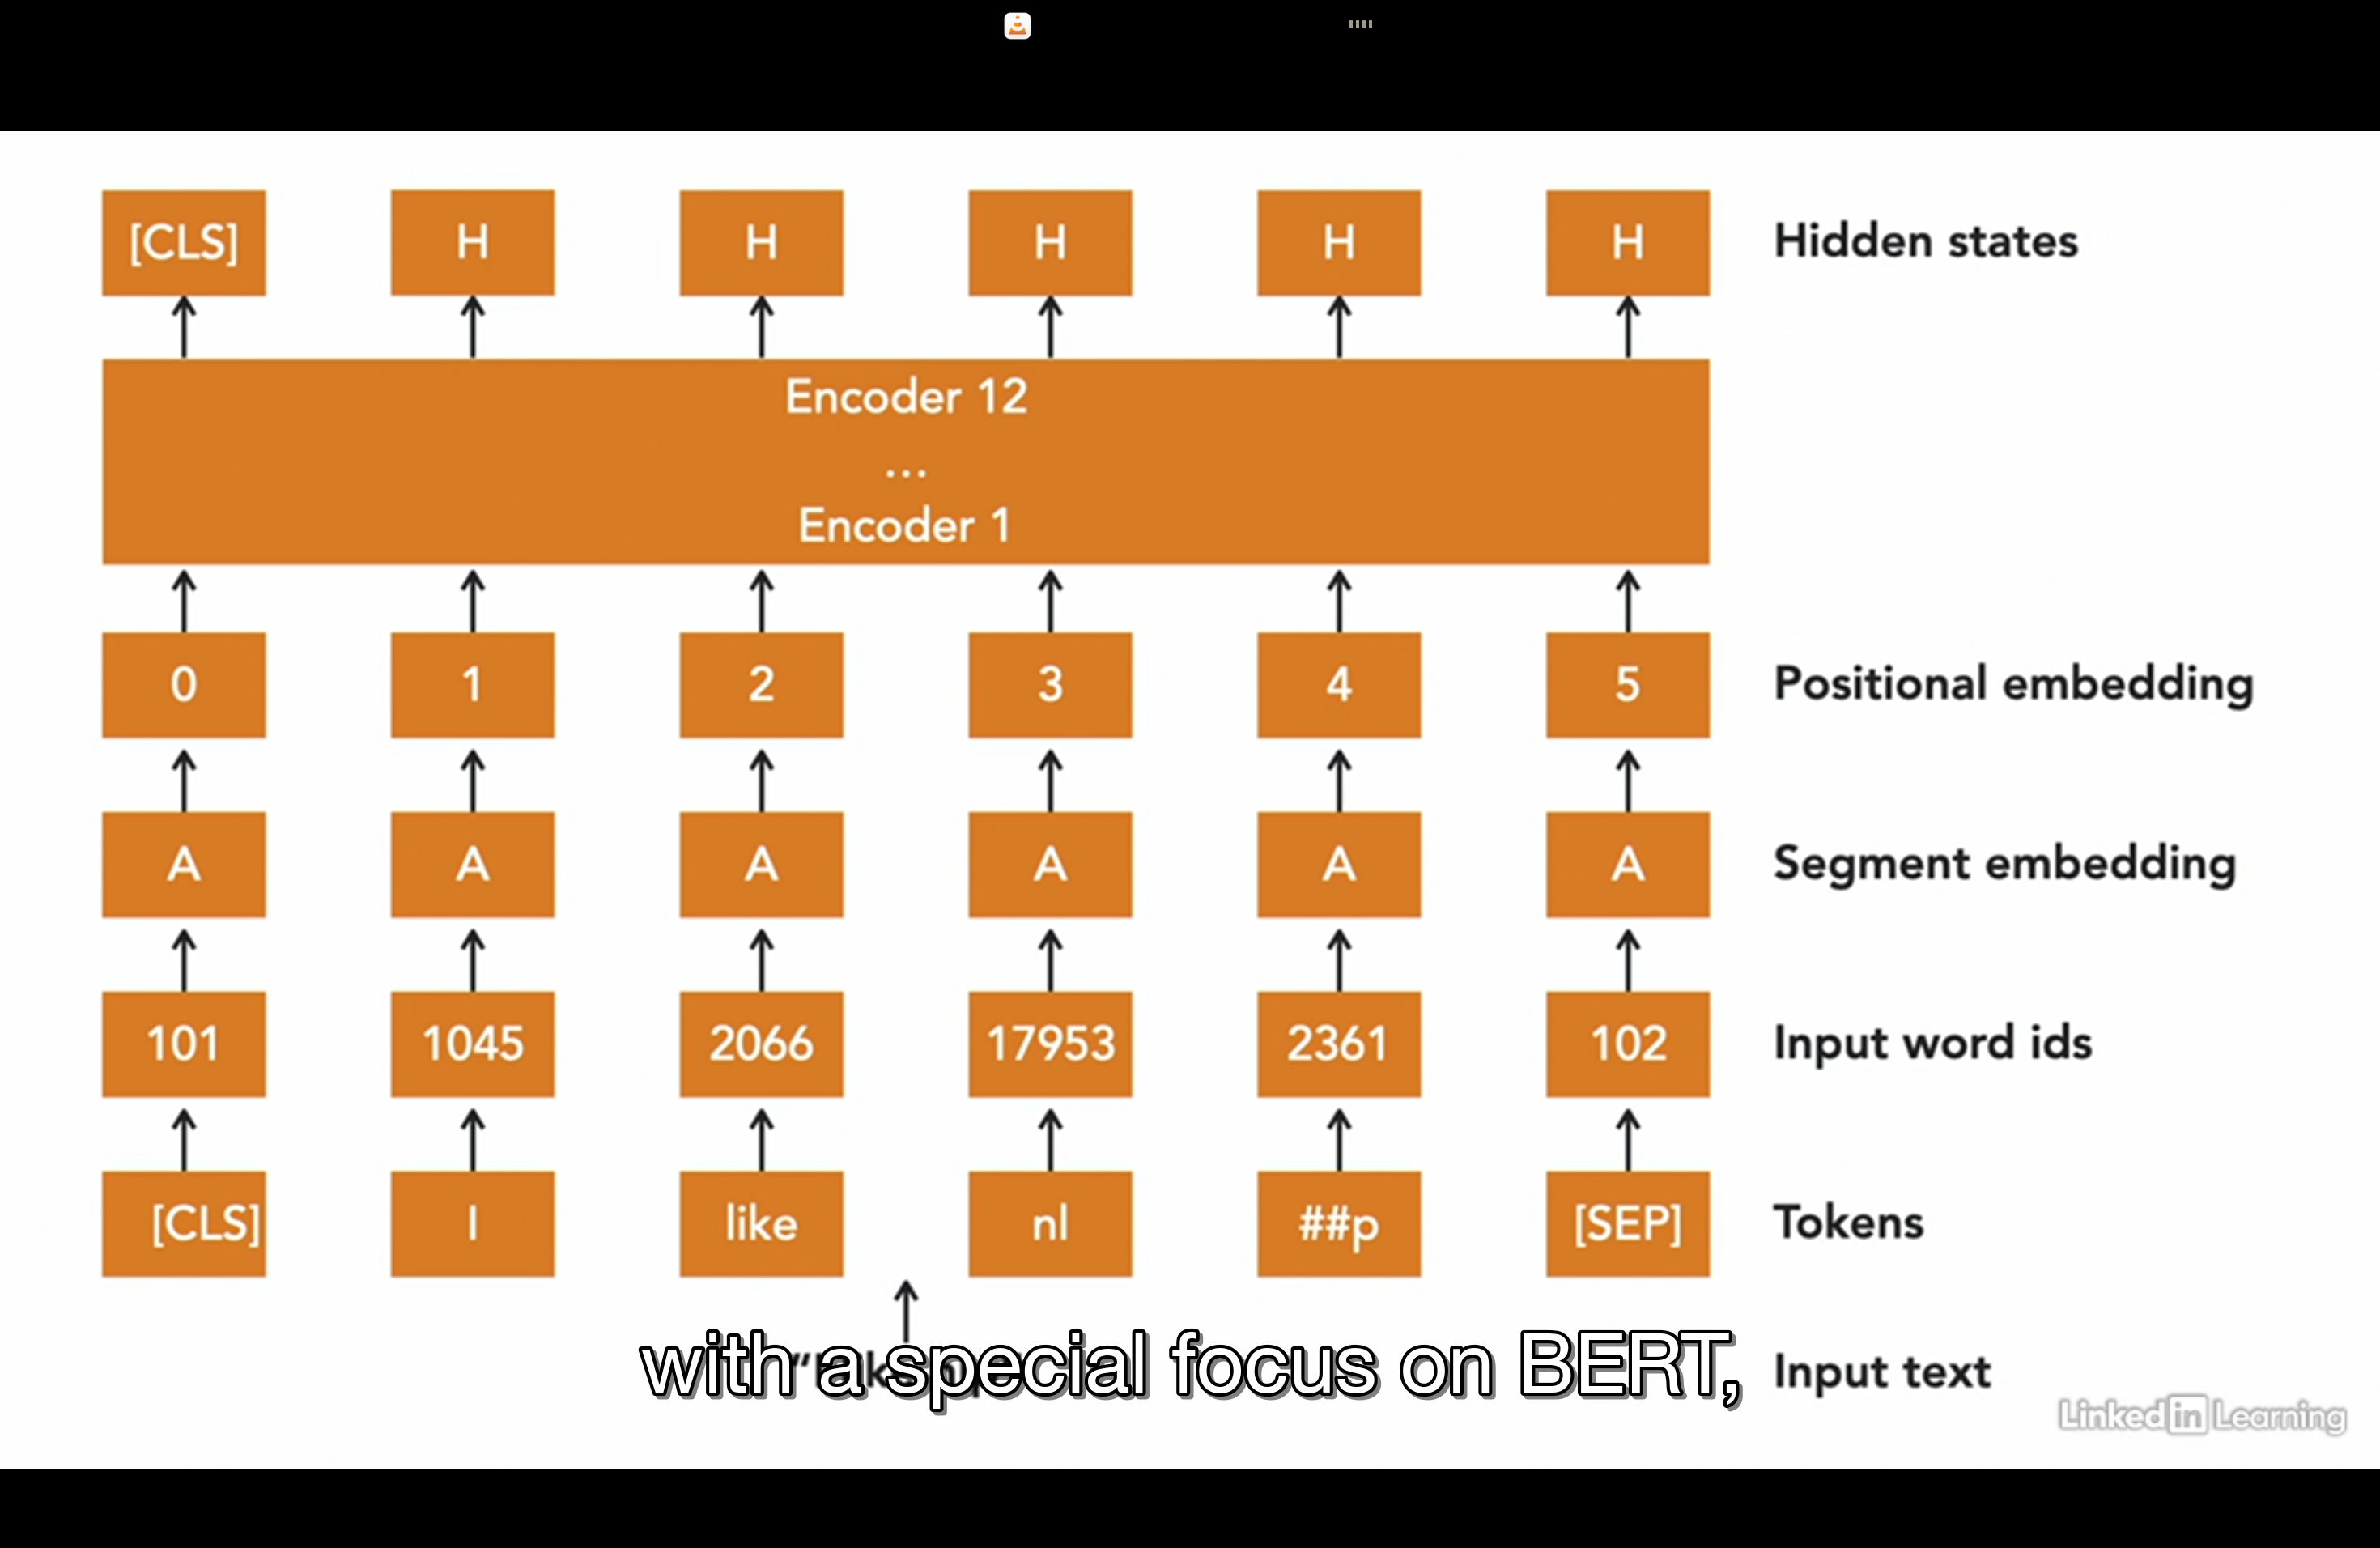 [CLS] H H H H H Hidden states
Encoder 12
...
Encoder 1
0 1 2 3 4 5 Positional embedding
A A A A A A Segment embedding
101 1045 2066 17953 2361 102 Input word ids
[CLS] I like nl ##p [SEP] Tokens
with a special focus on BERT,
Input text
Linked in Learning